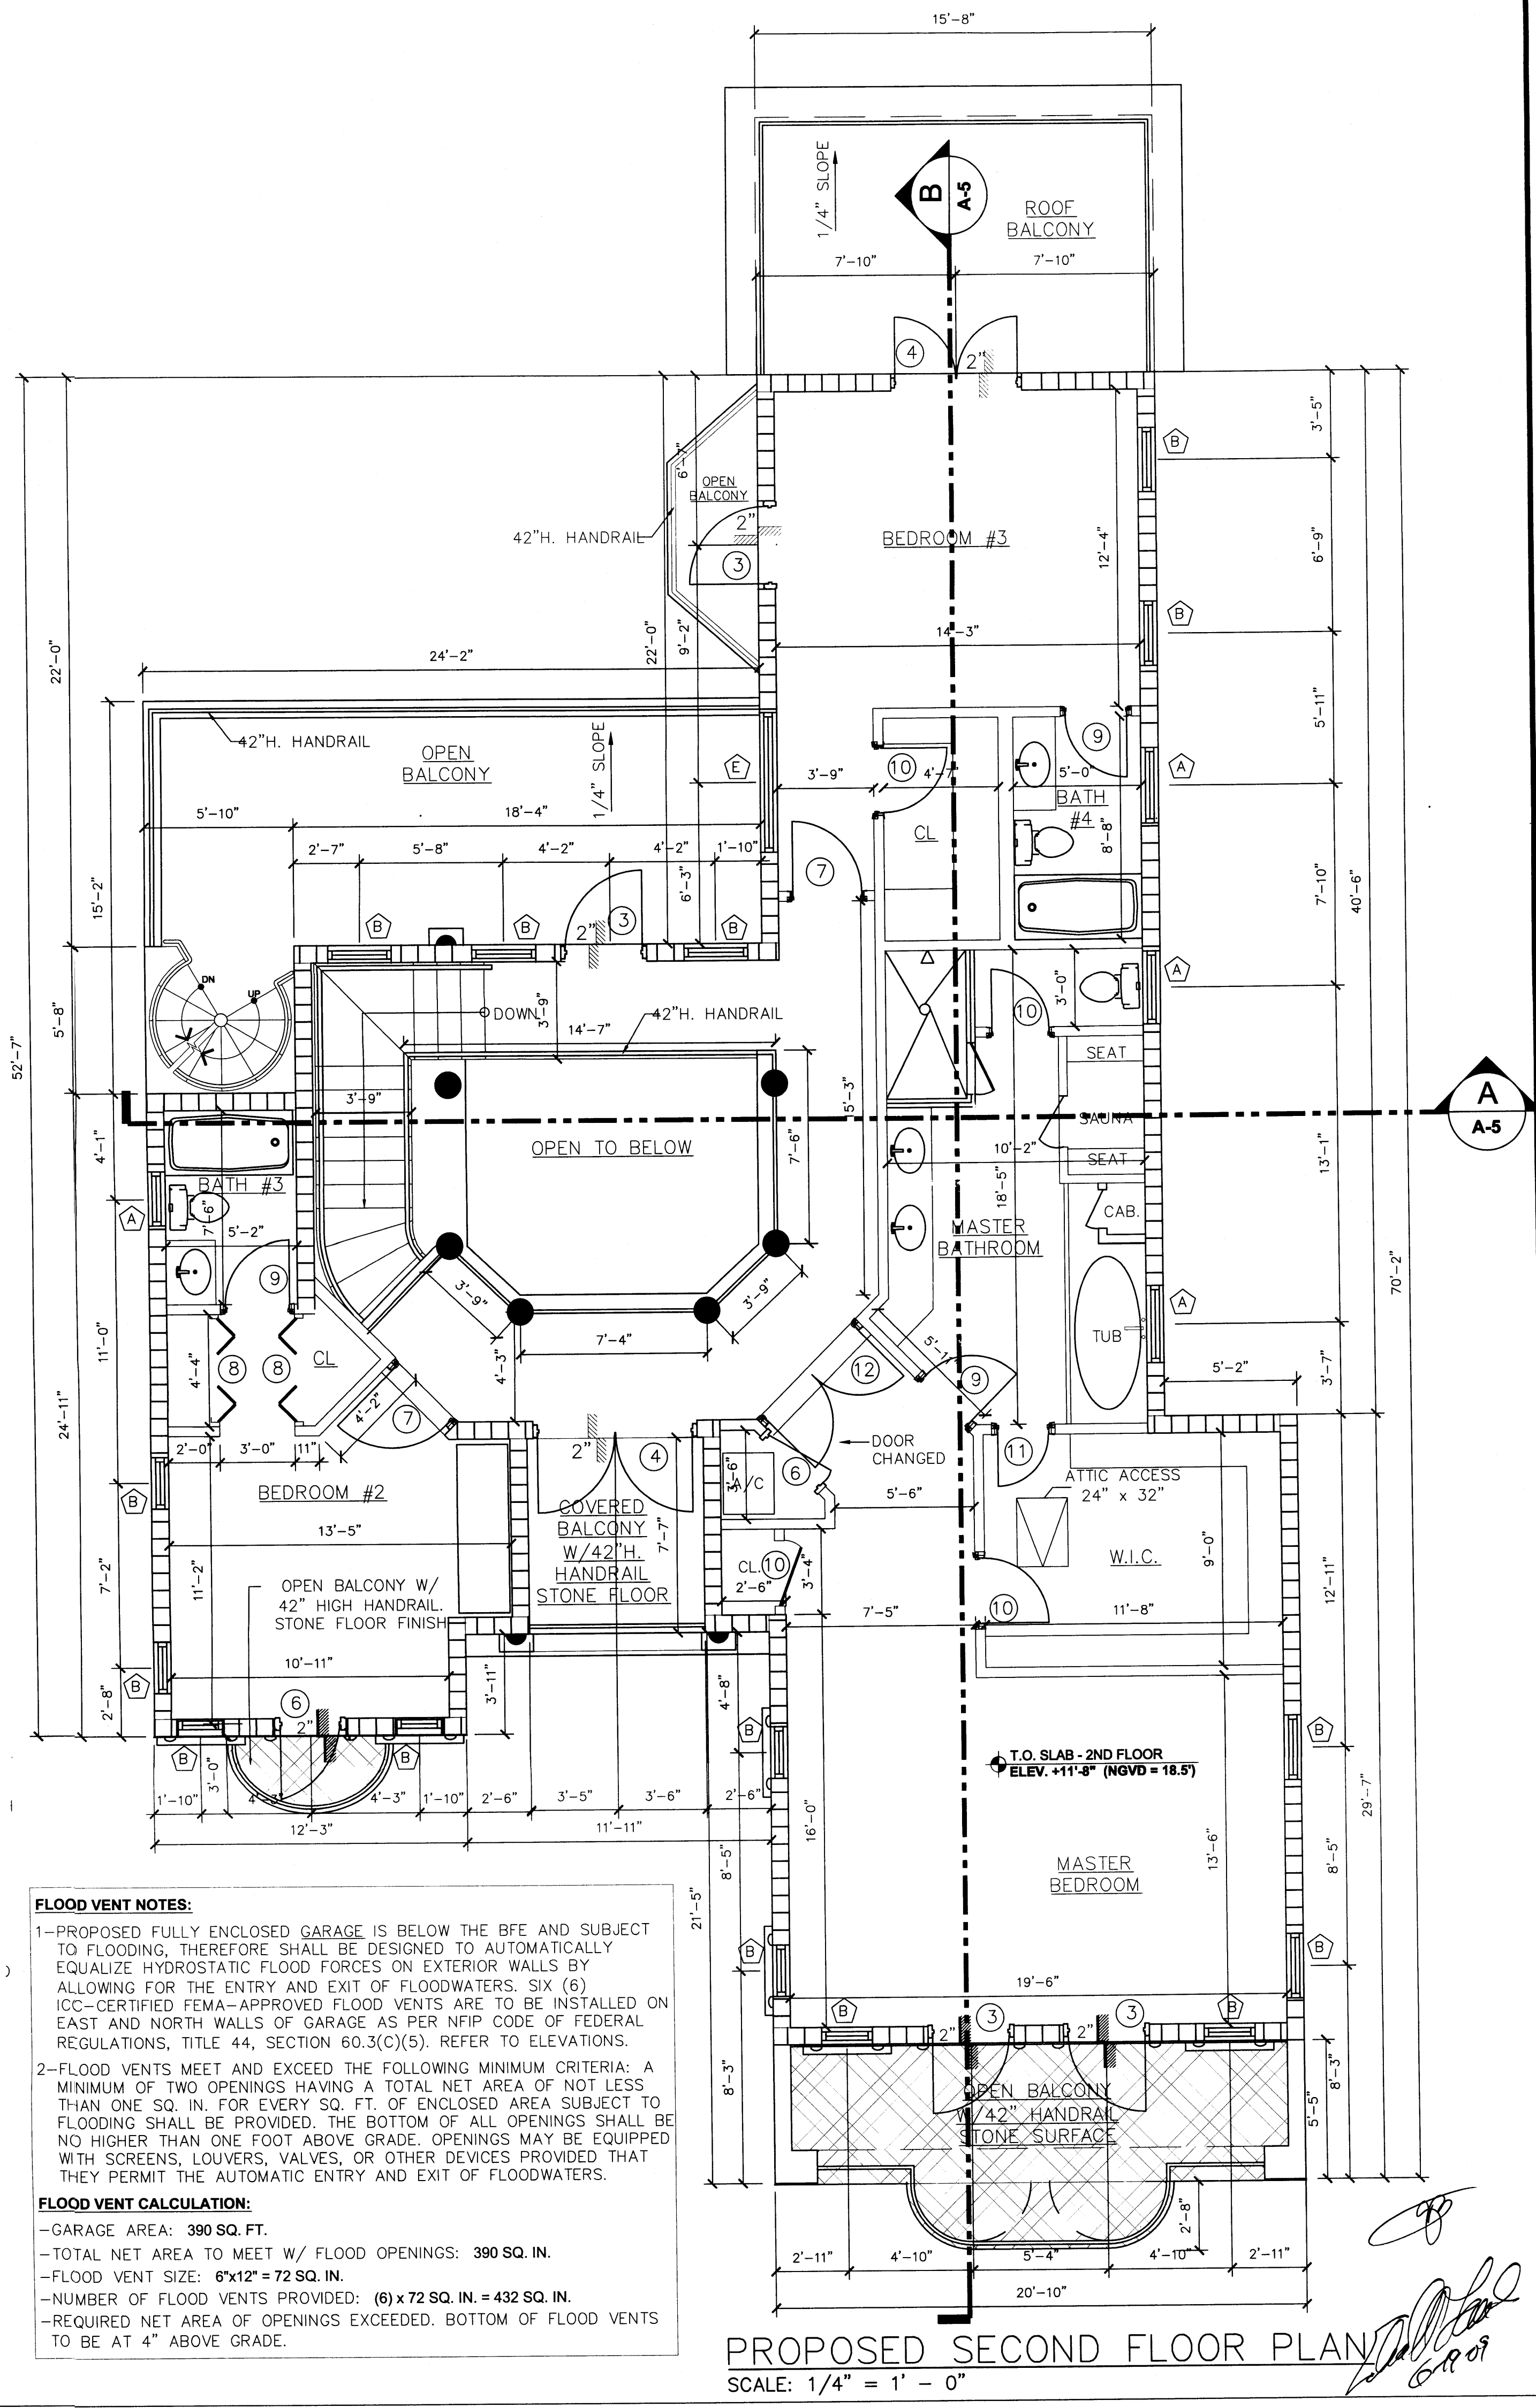 15'-8"
1/4" SLOPE
B
A-5
ROOF
BALCONY
7'-10"
7'-10"
4
2"
3'-5"
B
6'-7"
OPEN
BALCONY
2"
42"H. HANDRAIL
3
BEDROOM #3
12'-4"
6'-9"
B
14'-3"
22'-0"
22'-0"
9'-2"
24'-2"
5'-11"
42"H. HANDRAIL
OPEN
BALCONY
1/4" SLOPE
E
3'-9"
10
4'-7"
9
5'-0"
A
BATH
#4
8'-8"
CL
5'-10"
18'-4"
2'-7"
5'-8"
4'-2"
4'-2"
1'-10"
6'-3"
7
7'-10"
40'-6"
15'-2"
B
B
2"
3
B
52'-7"
5'-8"
DN
UP
DOWN
3'-9"
14'-7"
42"H. HANDRAIL
10
3'-0"
A
SEAT
3'-9"
15'-3"
SAUNA
A
A-5
4'-1"
OPEN TO BELOW
7'-6"
10'-2"
SEAT
13'-1"
18'-5"
BATH #3
7'-6"
A
5'-2"
CAB.
MASTER
BATHROOM
70'-2"
9
3'-9"
3'-9"
A
TUB
11'-0"
4'-4"
8
8
CL
7'-4"
4'-3"
5'-11"
12
9
5'-2"
3'-7"
24'-11"
4'-2"
7
2'-0"
3'-0"
11"
2"
4
DOOR
CHANGED
6
3'-6"
A/C
11
ATTIC ACCESS
24" x 32"
5'-6"
B
BEDROOM #2
13'-5"
COVERED
BALCONY
W/42"H.
HANDRAIL
STONE FLOOR
7'-7"
W.I.C.
9'-0"
12'-11"
CL.
10
2'-6"
3'-4"
7'-2"
11'-2"
OPEN BALCONY W/
42" HIGH HANDRAIL.
STONE FLOOR FINISH
7'-5"
10
11'-8"
10'-11"
B
2'-8"
6
2"
3'-11"
4'-8"
B
B
B
B
3'-0"
T.O. SLAB - 2ND FLOOR
ELEV. +11'-8" (NGVD = 18.5')
1'-10"
4'-3"
4'-3"
1'-10"
2'-6"
3'-5"
3'-6"
2'-6"
12'-3"
11'-11"
16'-0"
13'-6"
29'-7"
8'-5"
8'-5"
MASTER
BEDROOM
21'-5"
B
B
19'-6"
B
2"
3
2"
3
B
8'-3"
OPEN BALCONY
W/42" HANDRAIL
STONE SURFACE
5'-5"
8'-3"
2'-8"
2'-11"
4'-10"
5'-4"
4'-10"
2'-11"
20'-10"
FLOOD VENT NOTES:
1-PROPOSED FULLY ENCLOSED GARAGE IS BELOW THE BFE AND SUBJECT
TO FLOODING, THEREFORE SHALL BE DESIGNED TO AUTOMATICALLY
EQUALIZE HYDROSTATIC FLOOD FORCES ON EXTERIOR WALLS BY
ALLOWING FOR THE ENTRY AND EXIT OF FLOODWATERS. SIX (6)
ICC-CERTIFIED FEMA-APPROVED FLOOD VENTS ARE TO BE INSTALLED ON
EAST AND NORTH WALLS OF GARAGE AS PER NFIP CODE OF FEDERAL
REGULATIONS, TITLE 44, SECTION 60.3(C)(5). REFER TO ELEVATIONS.
2-FLOOD VENTS MEET AND EXCEED THE FOLLOWING MINIMUM CRITERIA: A
MINIMUM OF TWO OPENINGS HAVING A TOTAL NET AREA OF NOT LESS
THAN ONE SQ. IN. FOR EVERY SQ. FT. OF ENCLOSED AREA SUBJECT TO
FLOODING SHALL BE PROVIDED. THE BOTTOM OF ALL OPENINGS SHALL BE
NO HIGHER THAN ONE FOOT ABOVE GRADE. OPENINGS MAY BE EQUIPPED
WITH SCREENS, LOUVERS, VALVES, OR OTHER DEVICES PROVIDED THAT
THEY PERMIT THE AUTOMATIC ENTRY AND EXIT OF FLOODWATERS.
FLOOD VENT CALCULATION:
-GARAGE AREA: 390 SQ. FT.
-TOTAL NET AREA TO MEET W/ FLOOD OPENINGS: 390 SQ. IN.
-FLOOD VENT SIZE: 6"x12" = 72 SQ. IN.
-NUMBER OF FLOOD VENTS PROVIDED: (6) x 72 SQ. IN. = 432 SQ. IN.
-REQUIRED NET AREA OF OPENINGS EXCEEDED. BOTTOM OF FLOOD VENTS
TO BE AT 4" ABOVE GRADE.
PROPOSED SECOND FLOOR PLAN
SCALE: 1/4" = 1' - 0"